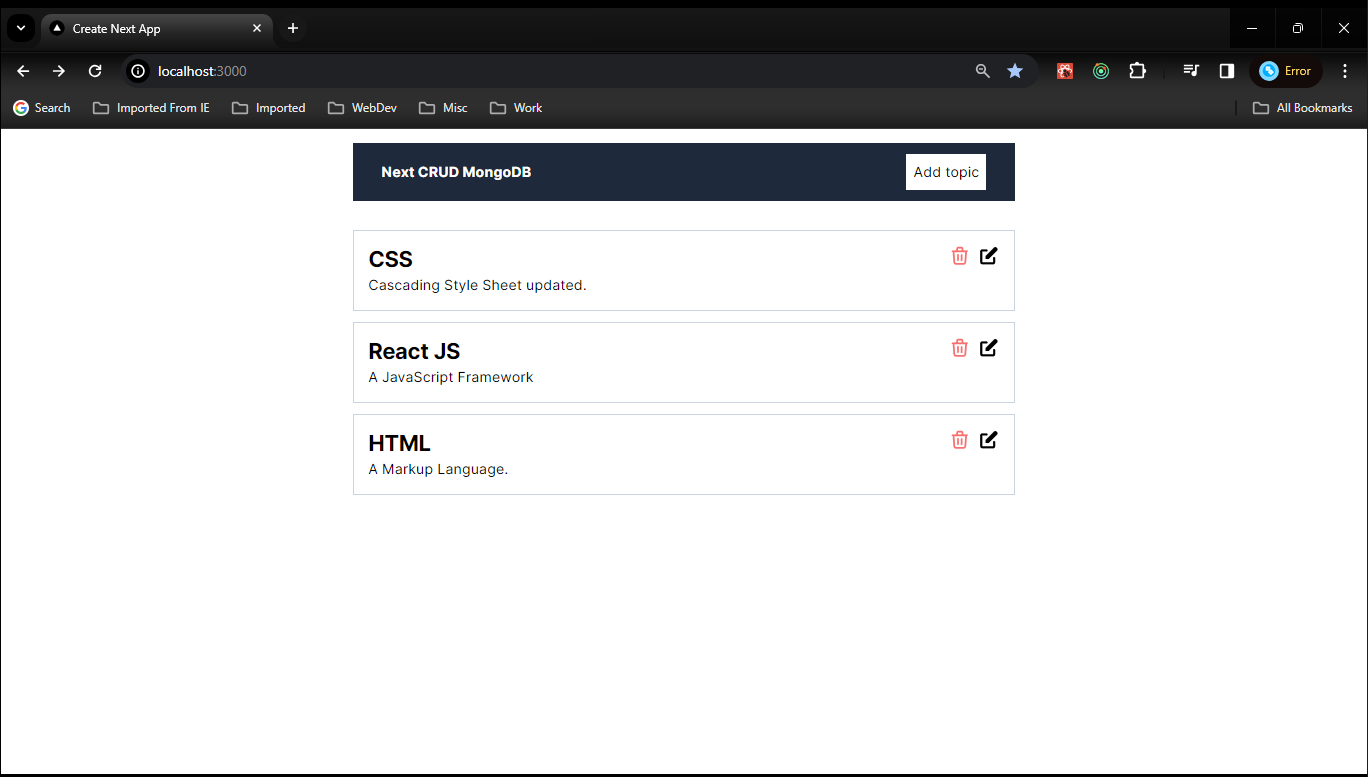 Create Next App
localhost:3000
Error
Search
Imported From IE
Imported
WebDev
Misc
Work
All Bookmarks
Next CRUD MongoDB
Add topic
CSS
Cascading Style Sheet updated.
React JS
A JavaScript Framework
HTML
A Markup Language.